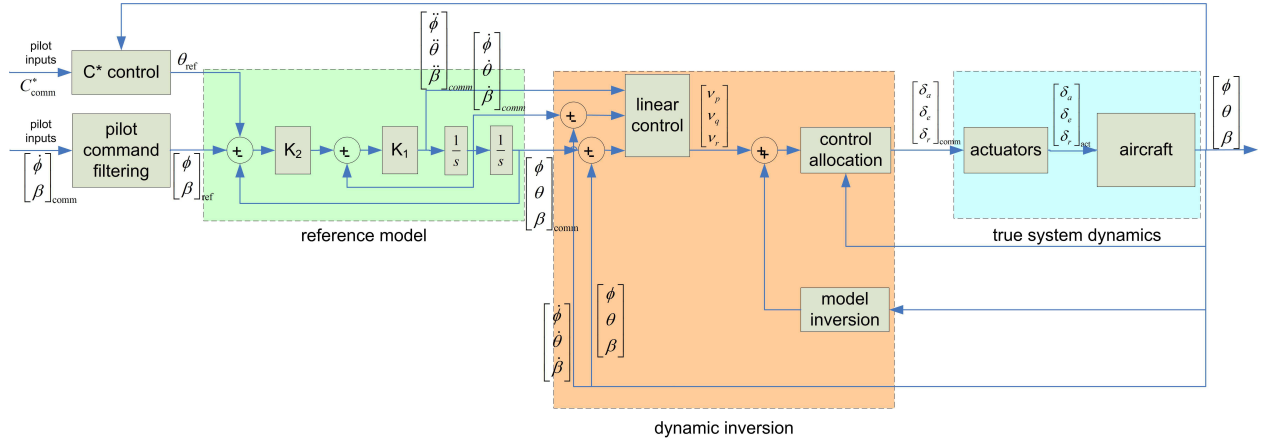 pilot
inputs
C*comm
C* control
θref
pilot
inputs
[φ̇ β]comm
pilot
command
filtering
[φ β]ref
+-
K2
+-
K1
1/s
1/s
[φ̈ θ̈ β̈]comm
[φ̇ θ̇ β̇]comm
[φ θ β]comm
reference model
+-
+-
linear
control
[νp νq νr]
++
control
allocation
[δa δe δr]comm
actuators
[δa δe δr]act
aircraft
[φ θ β]
true system dynamics
model
inversion
[φ̇ θ̇ β̇]
[φ θ β]
dynamic inversion